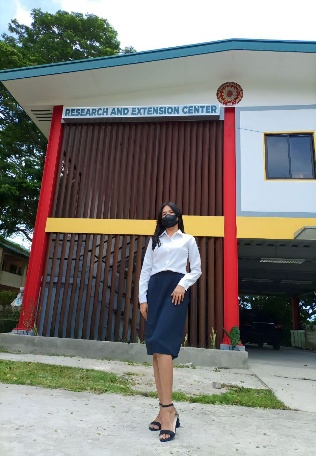 RESEARCH AND EXTENSION CENTER